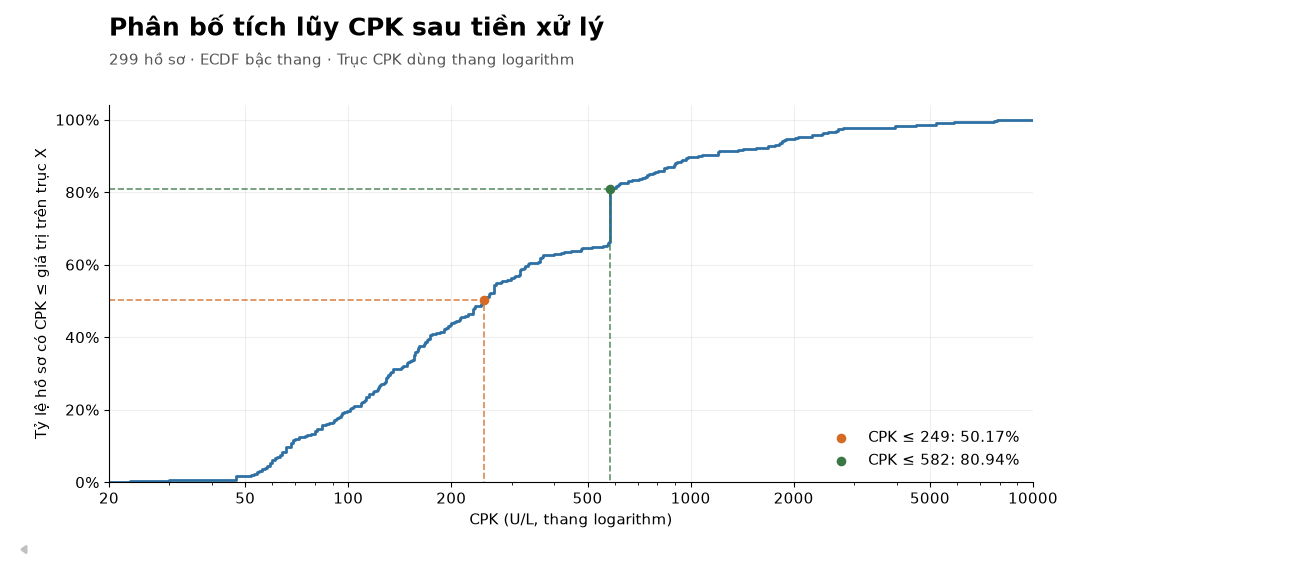 Phân bố tích lũy CPK sau tiền xử lý
299 hồ sơ · ECDF bậc thang · Trục CPK dùng thang logarithm
Tỷ lệ hồ sơ có CPK ≤ giá trị trên trục X
100%
80%
60%
40%
20%
0%
CPK ≤ 249: 50.17%
CPK ≤ 582: 80.94%
20 50 100 200 500 1000 2000 5000 10000
CPK (U/L, thang logarithm)